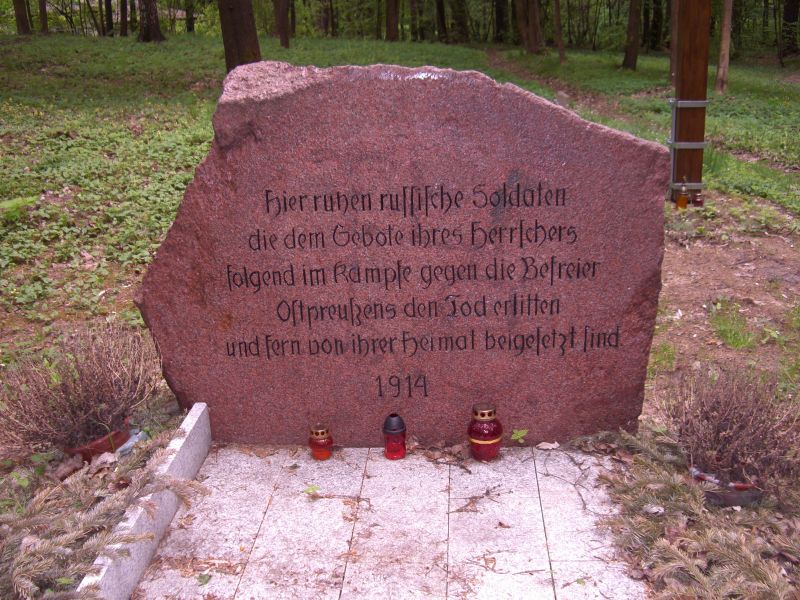 Hier ruhen russische Soldaten
die dem Gebote ihres Herrschers
folgend im Kampfe gegen die Befreier
Ostpreußens den Tod erlitten
und fern von ihrer Heimat beigesetzt sind.
1914